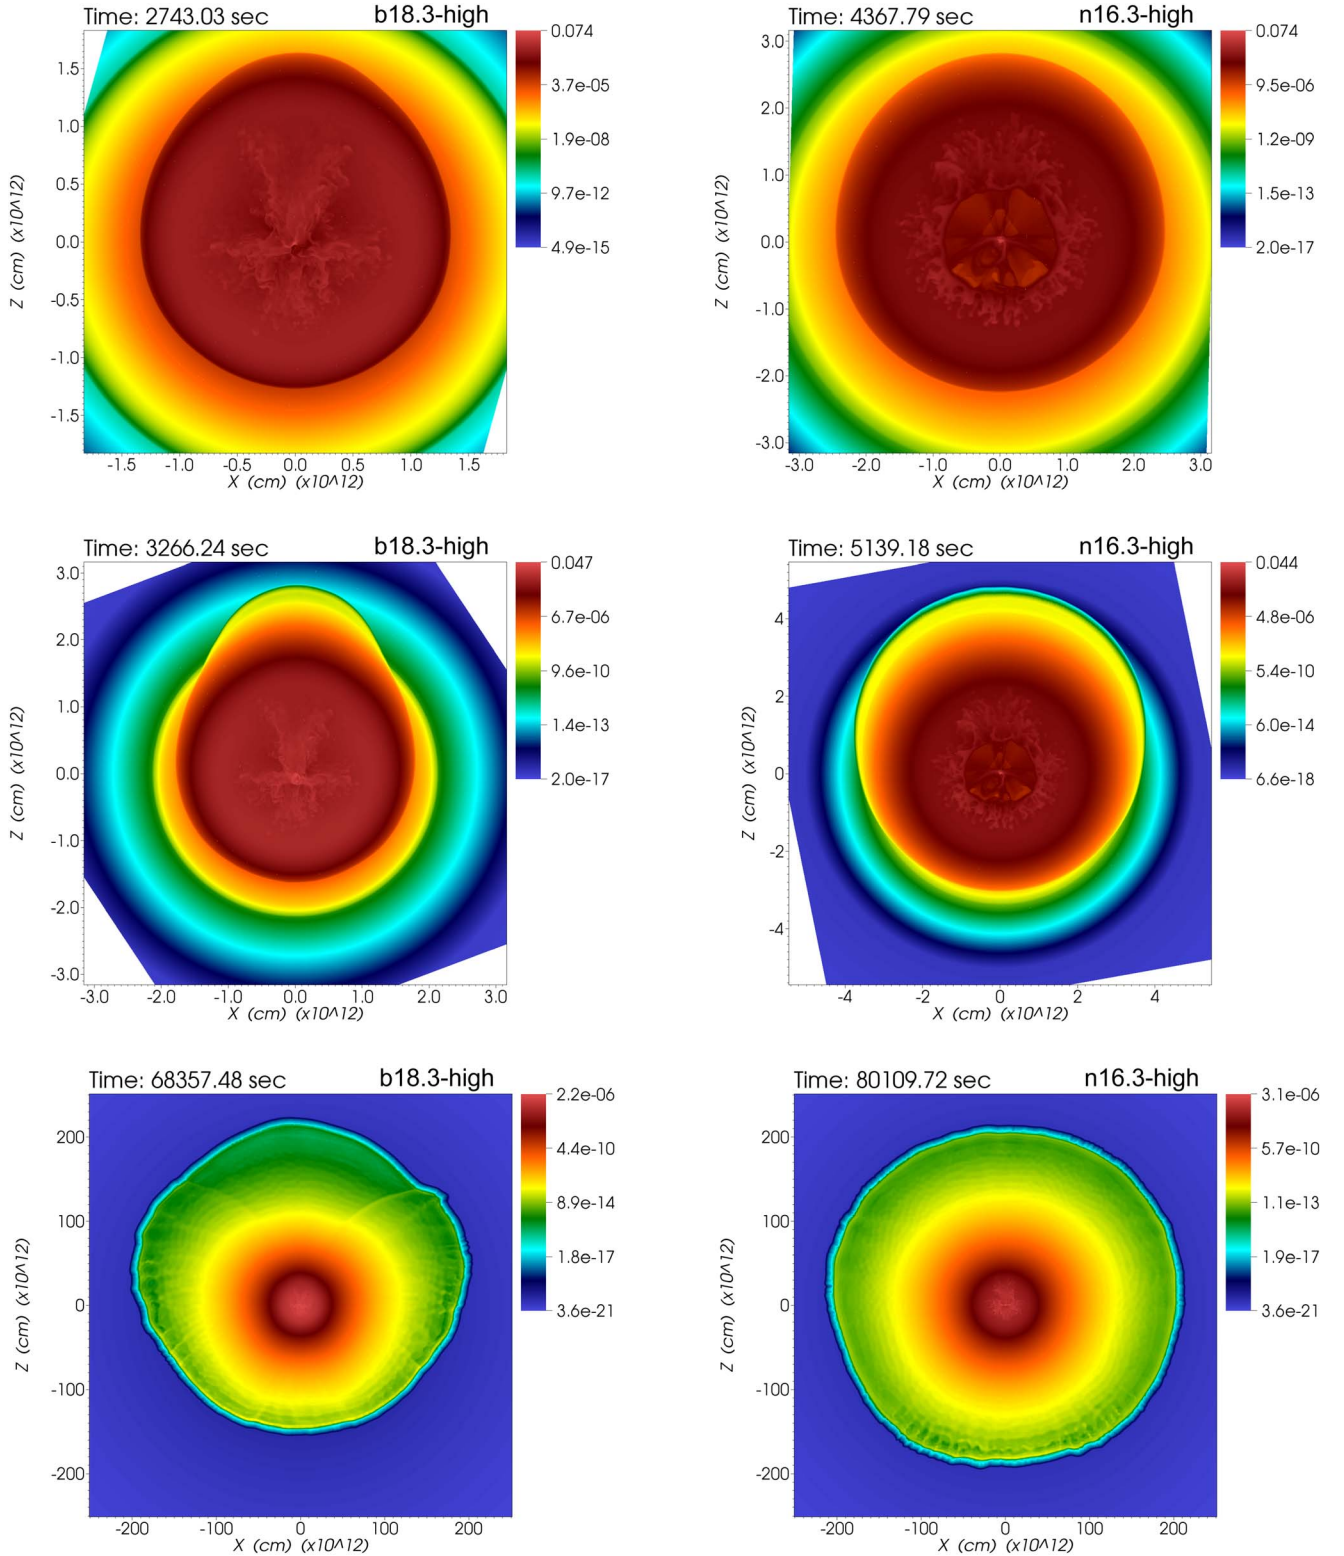 Time: 2743.03 sec b18.3-high
0.074
3.7e-05
1.9e-08
9.7e-12
4.9e-15
1.5
1.0
0.5
0.0
-0.5
-1.0
-1.5
Z (cm) (x10^12)
-1.5 -1.0 -0.5 0.0 0.5 1.0 1.5
X (cm) (x10^12)
Time: 4367.79 sec n16.3-high
0.074
9.5e-06
1.2e-09
1.5e-13
2.0e-17
3.0
2.0
1.0
0.0
-1.0
-2.0
-3.0
Z (cm) (x10^12)
-3.0 -2.0 -1.0 0.0 1.0 2.0 3.0
X (cm) (x10^12)
Time: 3266.24 sec b18.3-high
0.047
6.7e-06
9.6e-10
1.4e-13
2.0e-17
3.0
2.0
1.0
0.0
-1.0
-2.0
-3.0
Z (cm) (x10^12)
-3.0 -2.0 -1.0 0.0 1.0 2.0 3.0
X (cm) (x10^12)
Time: 5139.18 sec n16.3-high
0.044
4.8e-06
5.4e-10
6.0e-14
6.6e-18
4
2
0
-2
-4
Z (cm) (x10^12)
-4 -2 0 2 4
X (cm) (x10^12)
Time: 68357.48 sec b18.3-high
2.2e-06
4.4e-10
8.9e-14
1.8e-17
3.6e-21
200
100
0
-100
-200
Z (cm) (x10^12)
-200 -100 0 100 200
X (cm) (x10^12)
Time: 80109.72 sec n16.3-high
3.1e-06
5.7e-10
1.1e-13
1.9e-17
3.6e-21
200
100
0
-100
-200
Z (cm) (x10^12)
-200 -100 0 100 200
X (cm) (x10^12)